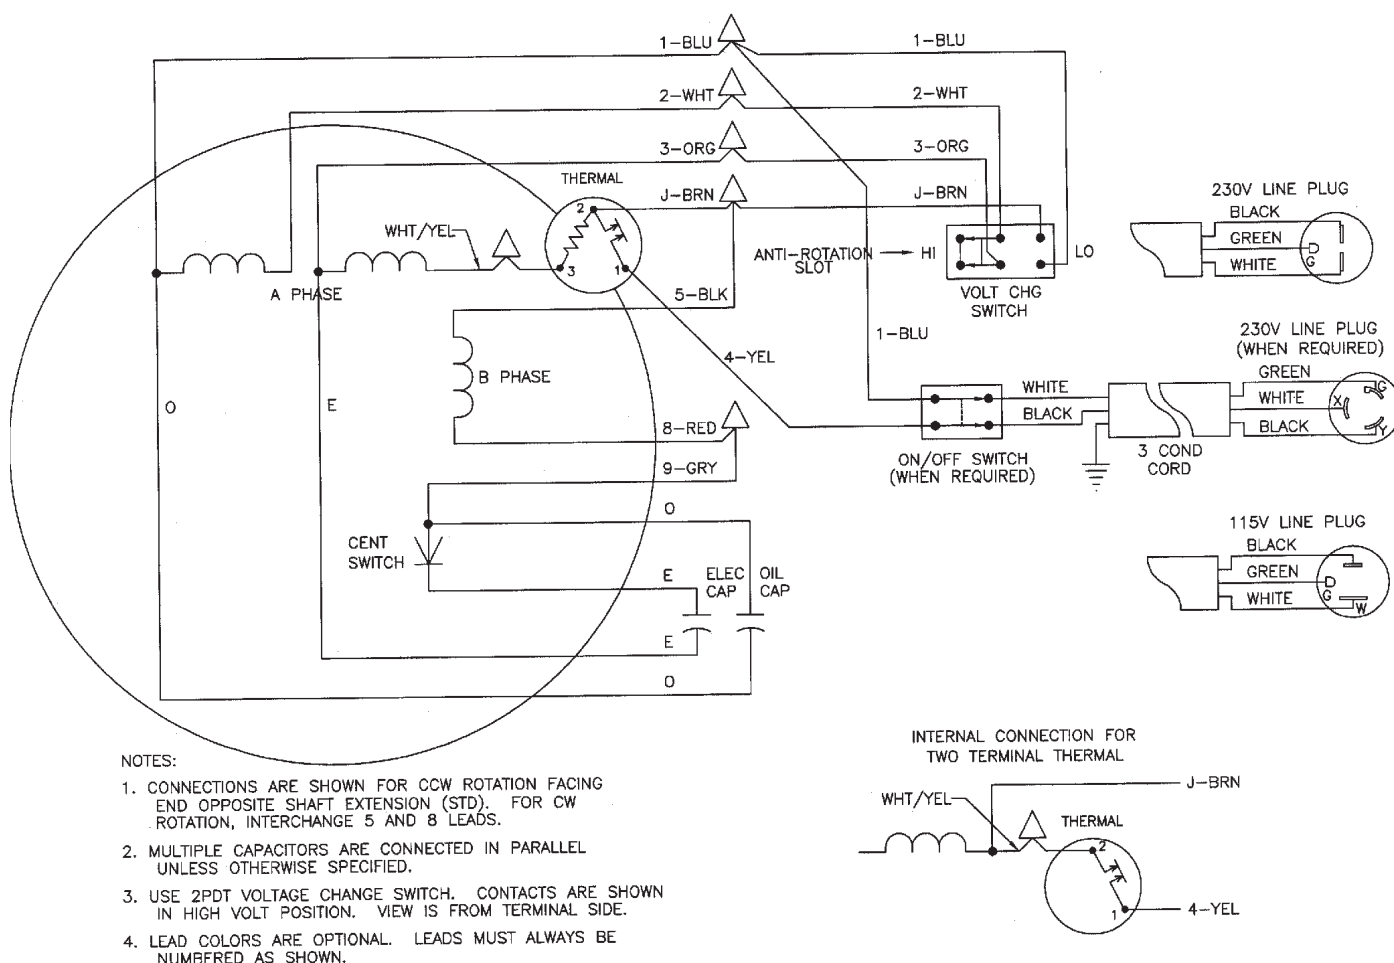 1-BLU
1-BLU
2-WHT
2-WHT
3-ORG
3-ORG
THERMAL
J-BRN
J-BRN
2
3
1
WHT/YEL
A PHASE
ANTI-ROTATION
SLOT
HI
LO
VOLT CHG
SWITCH
5-BLK
1-BLU
4-YEL
B PHASE
O
E
8-RED
9-GRY
O
CENT
SWITCH
E
ELEC
CAP
OIL
CAP
E
O
WHITE
BLACK
ON/OFF SWITCH
(WHEN REQUIRED)
3 COND
CORD
230V LINE PLUG
BLACK
GREEN
WHITE
G
230V LINE PLUG
(WHEN REQUIRED)
GREEN
WHITE
BLACK
G
X
Y
115V LINE PLUG
BLACK
GREEN
WHITE
G
W
NOTES:
1. CONNECTIONS ARE SHOWN FOR CCW ROTATION FACING
END OPPOSITE SHAFT EXTENSION (STD). FOR CW
ROTATION, INTERCHANGE 5 AND 8 LEADS.
2. MULTIPLE CAPACITORS ARE CONNECTED IN PARALLEL
UNLESS OTHERWISE SPECIFIED.
3. USE 2PDT VOLTAGE CHANGE SWITCH. CONTACTS ARE SHOWN
IN HIGH VOLT POSITION. VIEW IS FROM TERMINAL SIDE.
4. LEAD COLORS ARE OPTIONAL. LEADS MUST ALWAYS BE
NUMBERED AS SHOWN.
INTERNAL CONNECTION FOR
TWO TERMINAL THERMAL
J-BRN
WHT/YEL
THERMAL
2
1
4-YEL